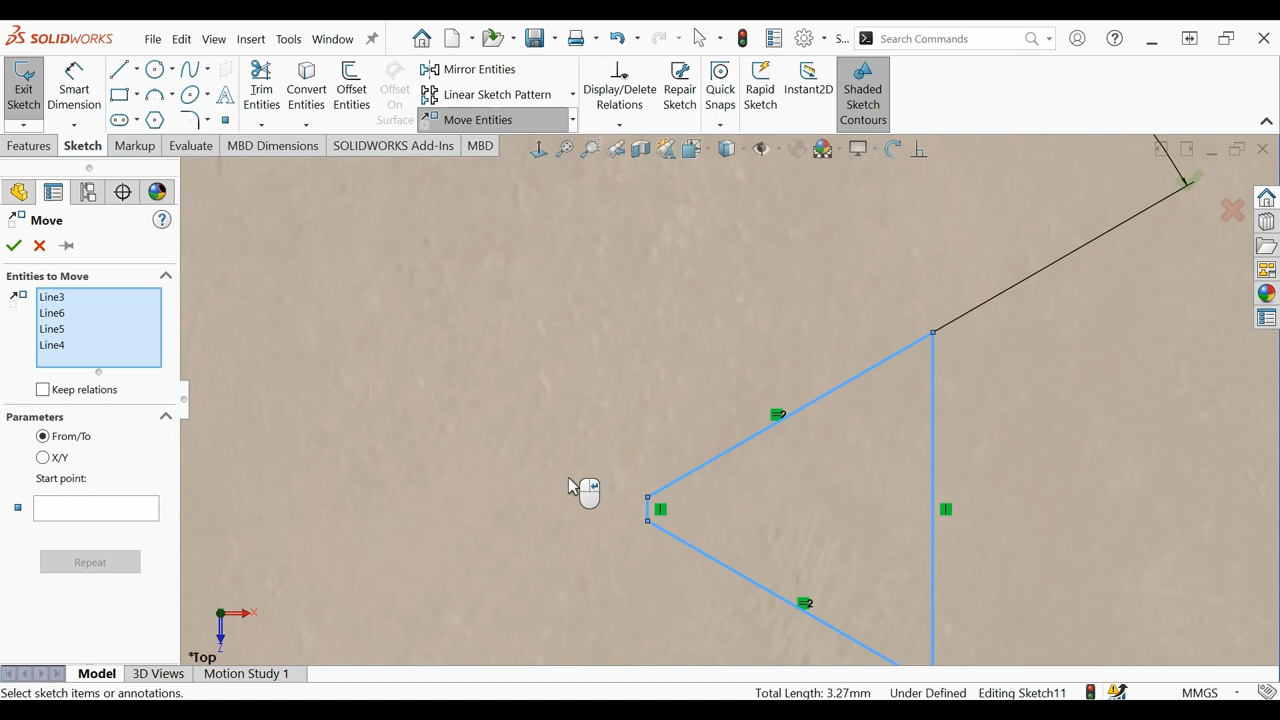 SOLIDWORKS File Edit View Insert Tools Window S... Search Commands
Exit Sketch
Smart Dimension
Trim Entities
Convert Entities
Offset Entities
Offset On Surface
Mirror Entities
Linear Sketch Pattern
Move Entities
Display/Delete Relations
Repair Sketch
Quick Snaps
Rapid Sketch
Instant2D
Shaded Sketch Contours
Features Sketch Markup Evaluate MBD Dimensions SOLIDWORKS Add-Ins MBD
Move
Entities to Move
Line3
Line6
Line5
Line4
Keep relations
Parameters
From/To
X/Y
Start point:
Repeat
2
2
X
Z
*Top
Model 3D Views Motion Study 1
Select sketch items or annotations. Total Length: 3.27mm Under Defined Editing Sketch11 MMGS